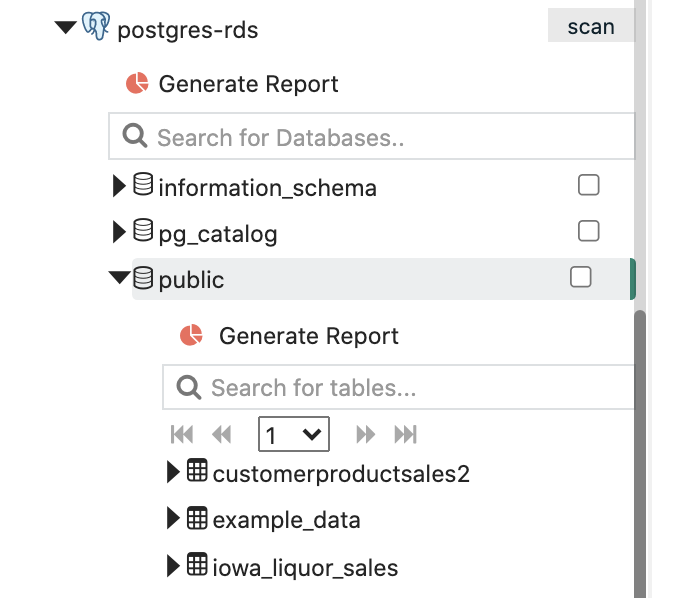 postgres-rds scan
Generate Report
Search for Databases..
information_schema
pg_catalog
public
Generate Report
Search for tables...
1
customerproductsales2
example_data
iowa_liquor_sales